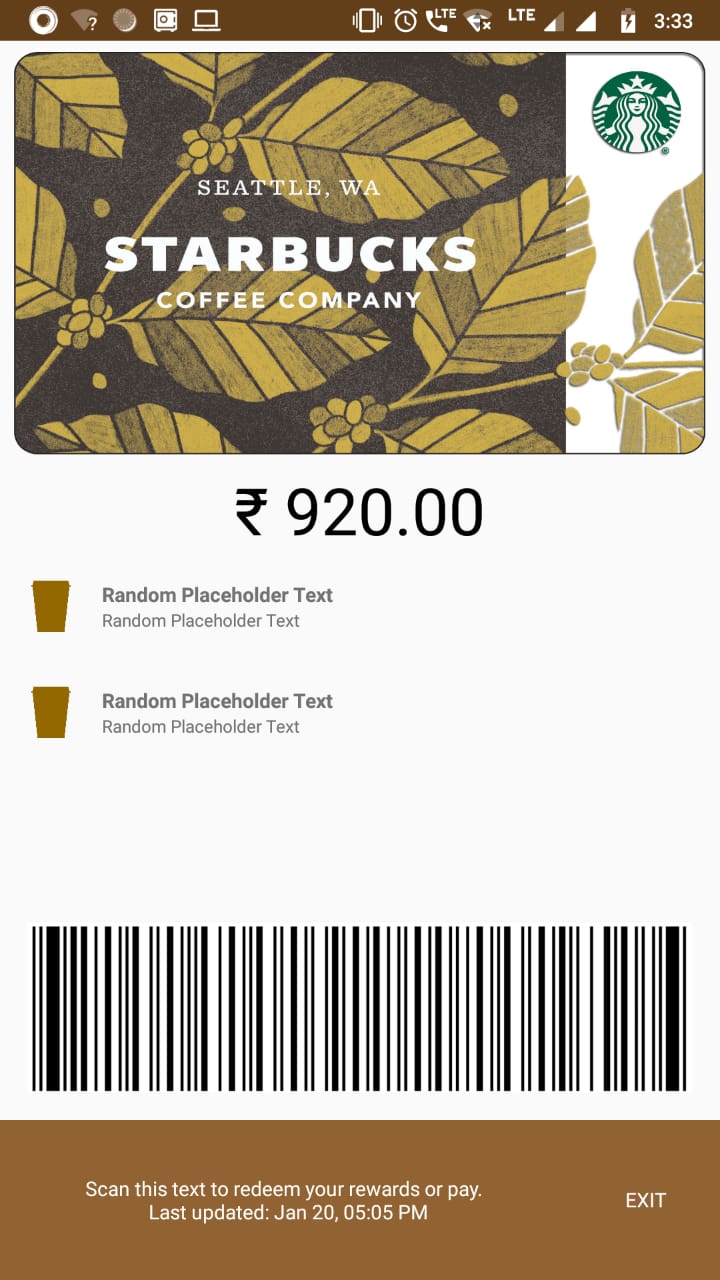 LTE LTE 3:33
SEATTLE, WA
STARBUCKS
COFFEE COMPANY
₹ 920.00
Random Placeholder Text
Random Placeholder Text
Random Placeholder Text
Random Placeholder Text
Scan this text to redeem your rewards or pay.
Last updated: Jan 20, 05:05 PM
EXIT